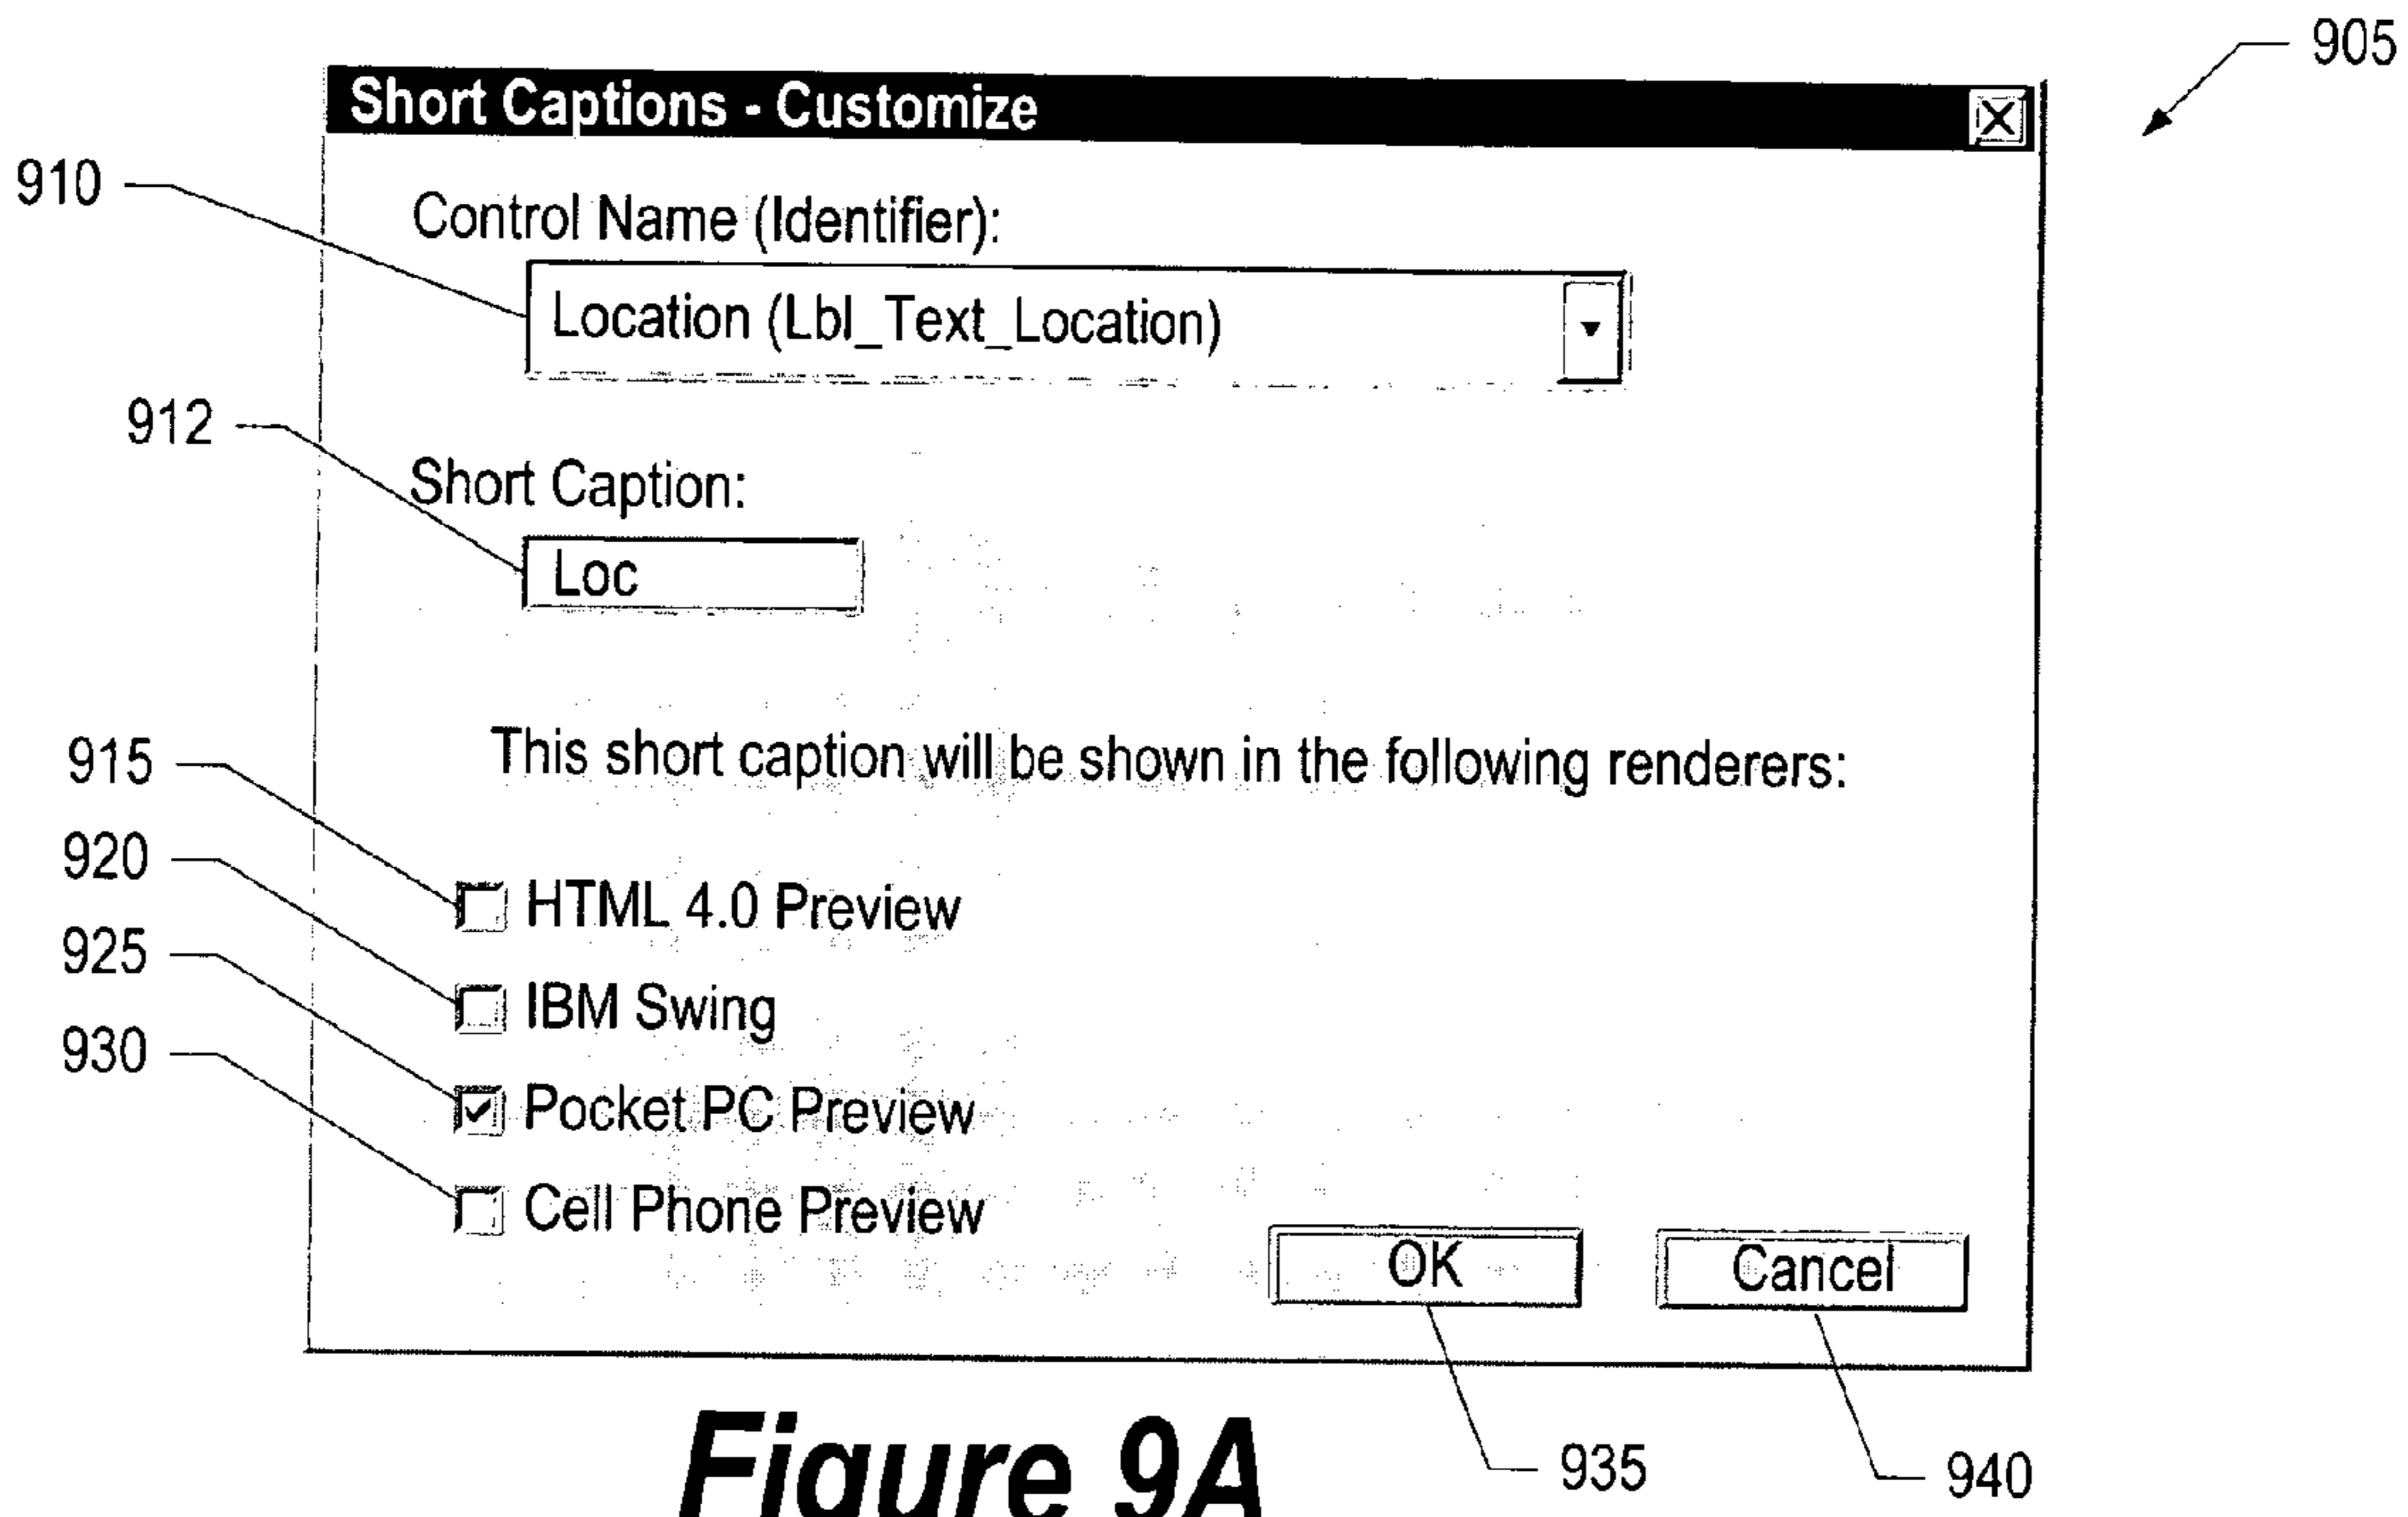 905
Short Captions - Customize
910
Control Name (Identifier):
Location (Lbl_Text_Location)
912
Short Caption:
Loc
This short caption will be shown in the following renderers:
915
920
HTML 4.0 Preview
925
IBM Swing
930
Pocket PC Preview
Cell Phone Preview
OK
Cancel
Figure 9A
935
940